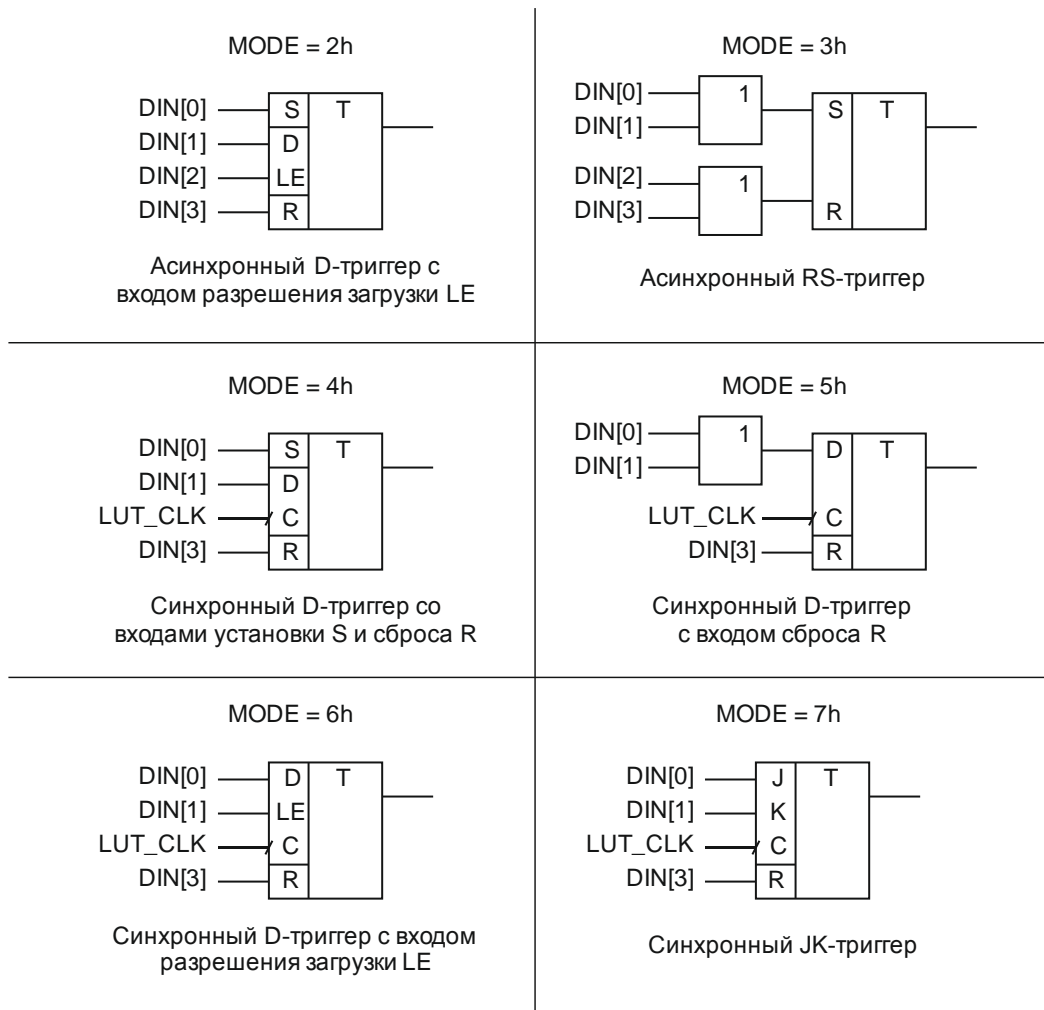 MODE = 2h
DIN[0] S T
DIN[1] D
DIN[2] LE
DIN[3] R
Асинхронный D-триггер с
входом разрешения загрузки LE
MODE = 3h
DIN[0] 1
DIN[1] S T
DIN[2] 1
DIN[3] R
Асинхронный RS-триггер
MODE = 4h
DIN[0] S T
DIN[1] D
LUT_CLK C
DIN[3] R
Синхронный D-триггер со
входами установки S и сброса R
MODE = 5h
DIN[0] 1 D T
DIN[1]
LUT_CLK C
DIN[3] R
Синхронный D-триггер
с входом сброса R
MODE = 6h
DIN[0] D T
DIN[1] LE
LUT_CLK C
DIN[3] R
Синхронный D-триггер с входом
разрешения загрузки LE
MODE = 7h
DIN[0] J T
DIN[1] K
LUT_CLK C
DIN[3] R
Синхронный JK-триггер